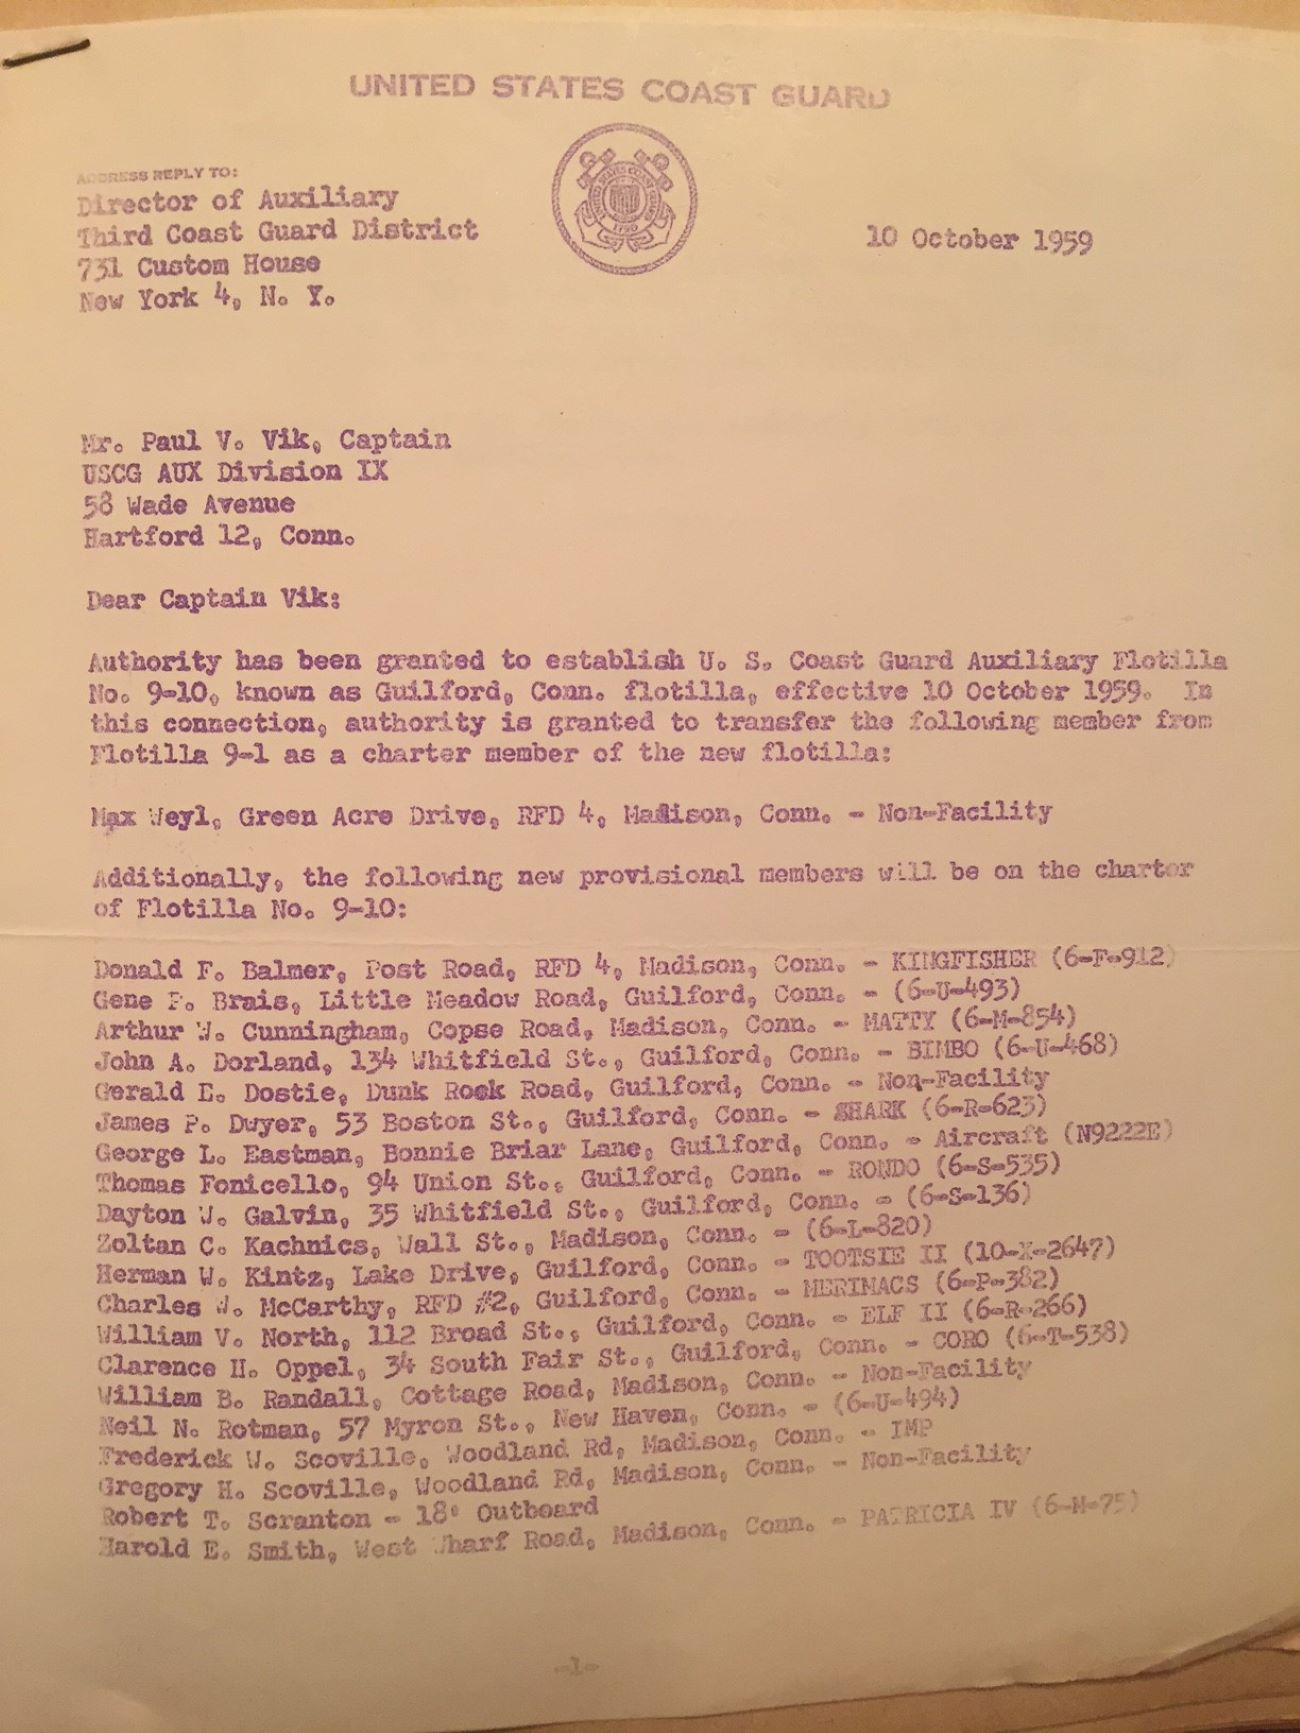 UNITED STATES COAST GUARD
UNITED STATES COAST GUARD
1790
ADDRESS REPLY TO:
Director of Auxiliary
Third Coast Guard District
731 Custom House
New York 4, N. Y.
10 October 1959
Mr. Paul V. Vik, Captain
USCG AUX Division IX
58 Wade Avenue
Hartford 12, Conn.
Dear Captain Vik:
Authority has been granted to establish U. S. Coast Guard Auxiliary Flotilla
No. 9-10, known as Guilford, Conn. flotilla, effective 10 October 1959. In
this connection, authority is granted to transfer the following member from
Flotilla 9-1 as a charter member of the new flotilla:
Max Weyl, Green Acre Drive, RFD 4, Madison, Conn. - Non-Facility
Additionally, the following new provisional members will be on the charter
of Flotilla No. 9-10:
Donald F. Balmer, Post Road, RFD 4, Madison, Conn. - KINGFISHER (6-F-912)
Gene P. Brais, Little Meadow Road, Guilford, Conn. - (6-U-493)
Arthur W. Cunningham, Copse Road, Madison, Conn. - MATTY (6-M-854)
John A. Dorland, 134 Whitfield St., Guilford, Conn. - BIMBO (6-U-468)
Gerald E. Dostie, Dunk Rock Road, Guilford, Conn. - Non-Facility
James P. Dwyer, 53 Boston St., Guilford, Conn. - SHARK (6-R-623)
George L. Eastman, Bonnie Briar Lane, Guilford, Conn. - Aircraft (N9222E)
Thomas Fonicello, 94 Union St., Guilford, Conn. - RONDO (6-S-535)
Dayton W. Galvin, 35 Whitfield St., Guilford, Conn. - (6-S-136)
Zoltan C. Kachnics, Wall St., Madison, Conn. - (6-L-820)
Herman W. Kintz, Lake Drive, Guilford, Conn. - TOOTSIE II (10-X-2647)
Charles W. McCarthy, RFD #2, Guilford, Conn. - MERIMACS (6-P-382)
William V. North, 112 Broad St., Guilford, Conn. - ELF II (6-R-266)
Clarence H. Oppel, 34 South Fair St., Guilford, Conn. - CORO (6-T-538)
William B. Randall, Cottage Road, Madison, Conn. - Non-Facility
Neil N. Rotman, 57 Myron St., New Haven, Conn. - (6-U-494)
Frederick W. Scoville, Woodland Rd, Madison, Conn. - IMP
Gregory H. Scoville, Woodland Rd, Madison, Conn. - Non-Facility
Robert T. Scranton - 18' Outboard
Harold E. Smith, West Wharf Road, Madison, Conn. - PATRICIA IV (6-M-75)
-1-